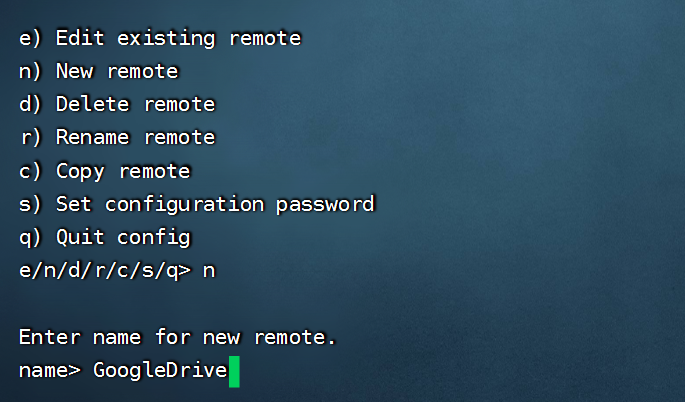 e) Edit existing remote
n) New remote
d) Delete remote
r) Rename remote
c) Copy remote
s) Set configuration password
q) Quit config
e/n/d/r/c/s/q> n
Enter name for new remote.
name> GoogleDrive